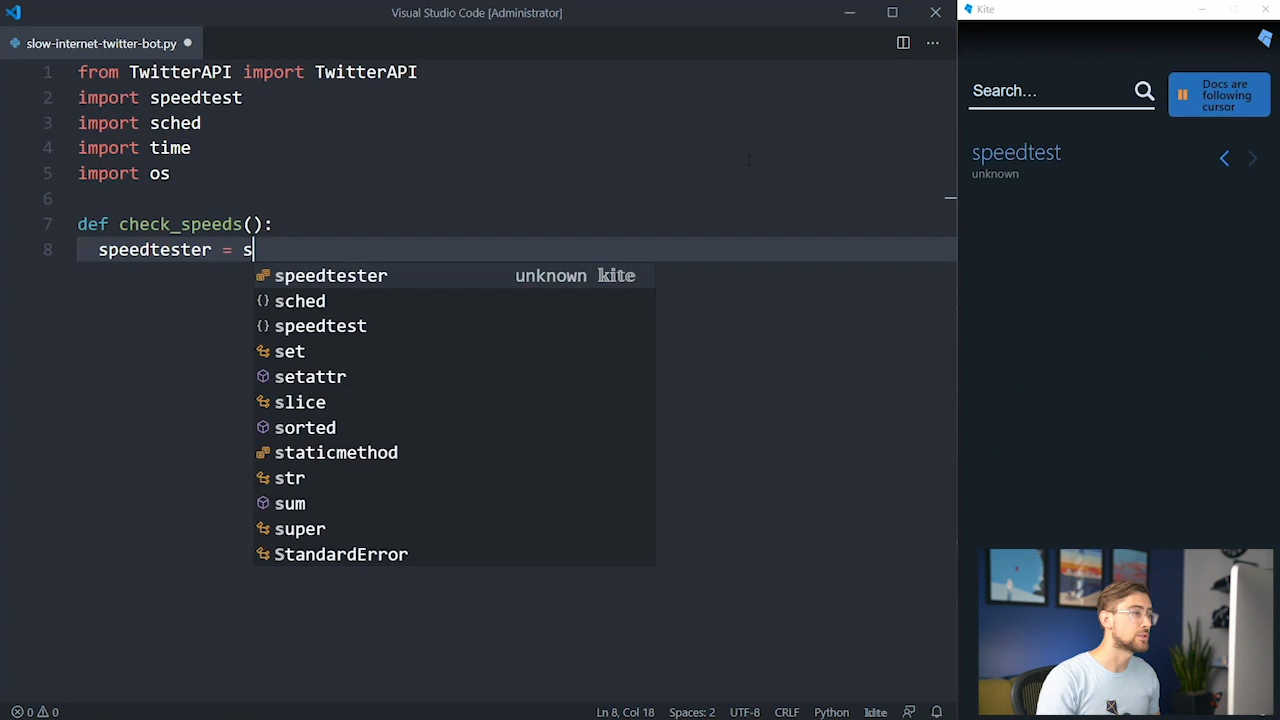 Visual Studio Code [Administrator]
Kite
slow-internet-twitter-bot.py
1 from TwitterAPI import TwitterAPI
2 import speedtest
3 import sched
4 import time
5 import os
6
7 def check_speeds():
8 speedtester = s
speedtester unknown kite
sched
speedtest
set
setattr
slice
sorted
staticmethod
str
sum
super
StandardError
Search...
Docs are
following
cursor
speedtest
unknown
0 0
Ln 8, Col 18 Spaces: 2 UTF-8 CRLF Python kite